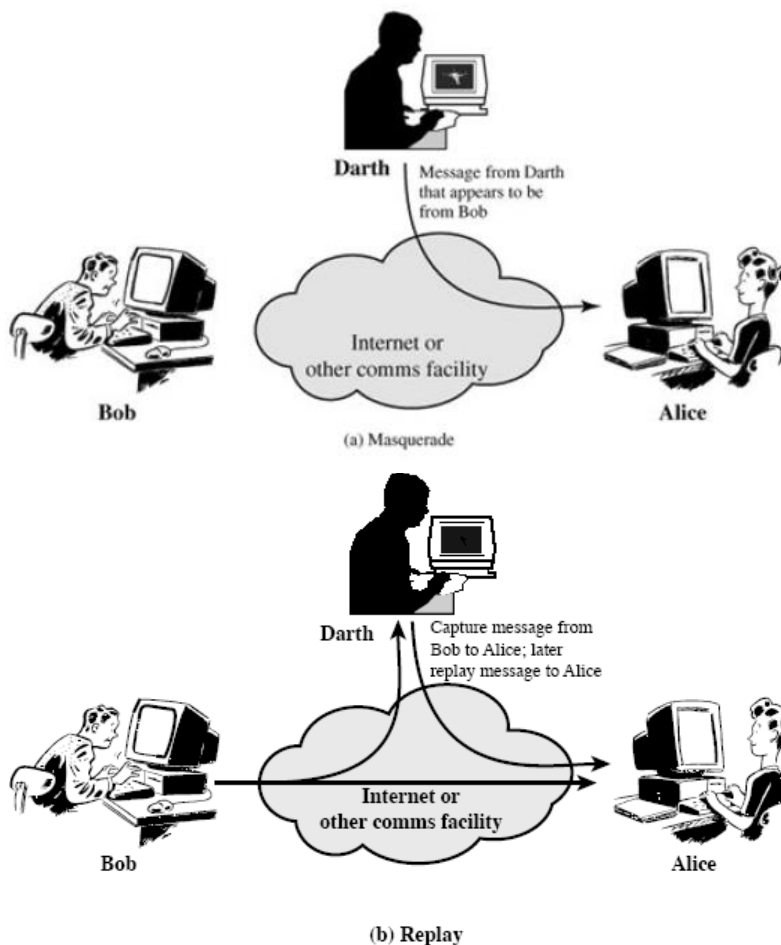 Darth
Message from Darth
that appears to be
from Bob
Internet or
other comms facility
Bob
Alice
(a) Masquerade
Darth
Capture message from
Bob to Alice; later
replay message to Alice
Internet or
other comms facility
Bob
Alice
(b) Replay